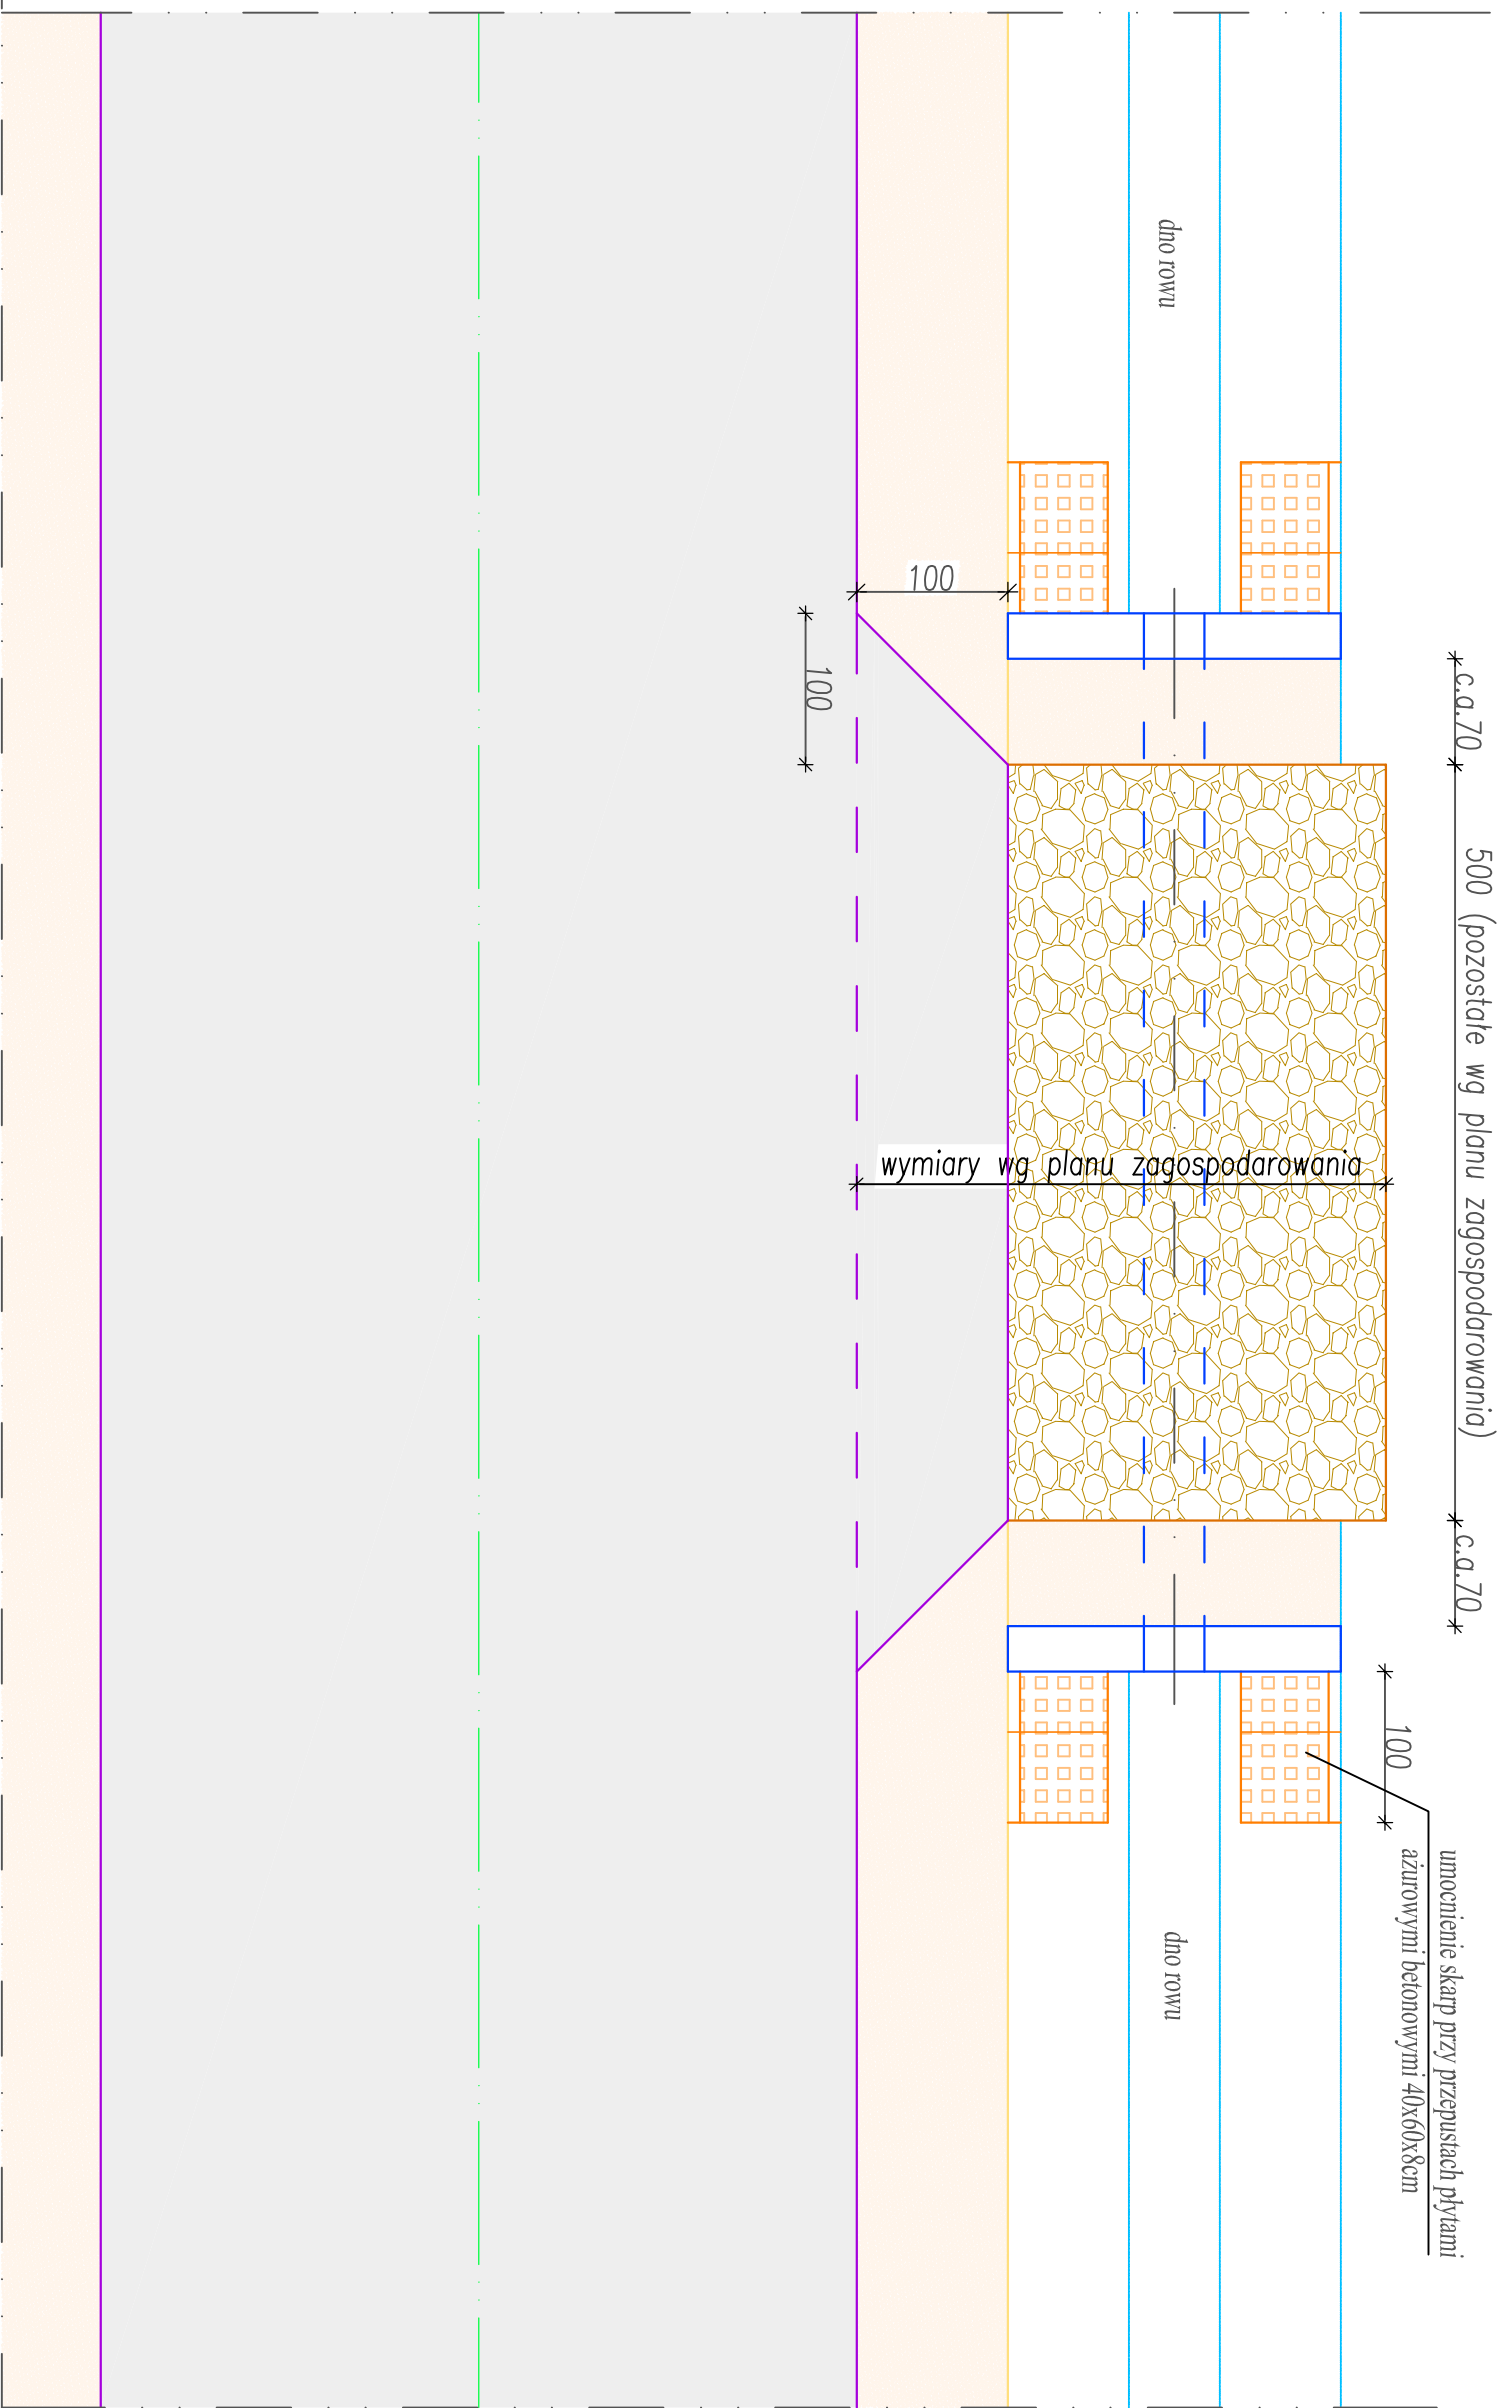 dno rowu
100
100
c.a.70
500 (pozostałe wg planu zagospodarowania)
wymiary wg planu zagospodarowania
c.a.70
100
umocnienie skarp przy przepustach płytami
ażurowymi betonowymi 40x60x8cm
dno rowu